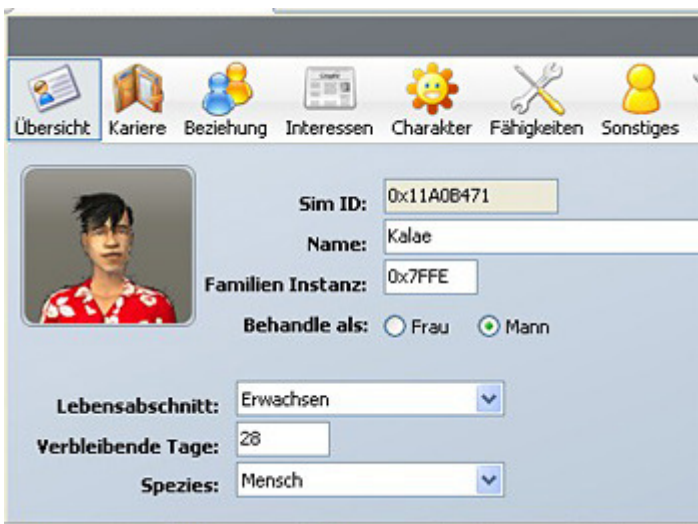 Übersicht Kariere Beziehung Interessen Charakter Fähigkeiten Sonstiges
Sim ID: 0x11A0B471
Name: Kalae
Familien Instanz: 0x7FFE
Behandle als: Frau Mann
Lebensabschnitt: Erwachsen
Verbleibende Tage: 28
Spezies: Mensch